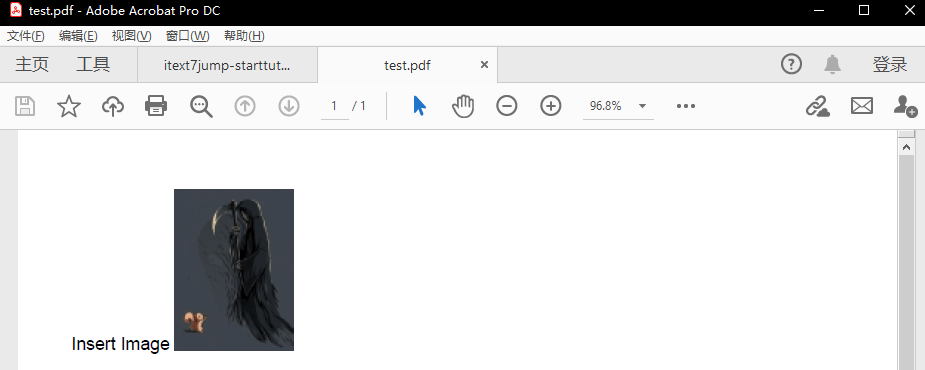 test.pdf - Adobe Acrobat Pro DC
文件(F) 编辑(E) 视图(V) 窗口(W) 帮助(H)
主页 工具 itext7jump-starttut... test.pdf × 登录
1 / 1 96.8%
Insert Image